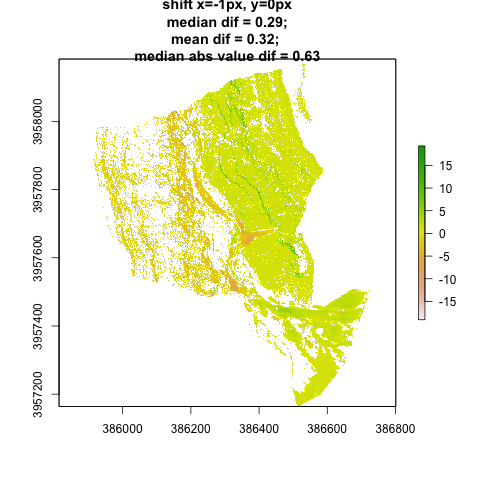 shift x=-1px, y=0px
median dif = 0.29;
mean dif = 0.32;
median abs value dif = 0.63
3958000
3957800
3957600
3957400
3957200
15
10
5
0
-5
-10
-15
386000 386200 386400 386600 386800